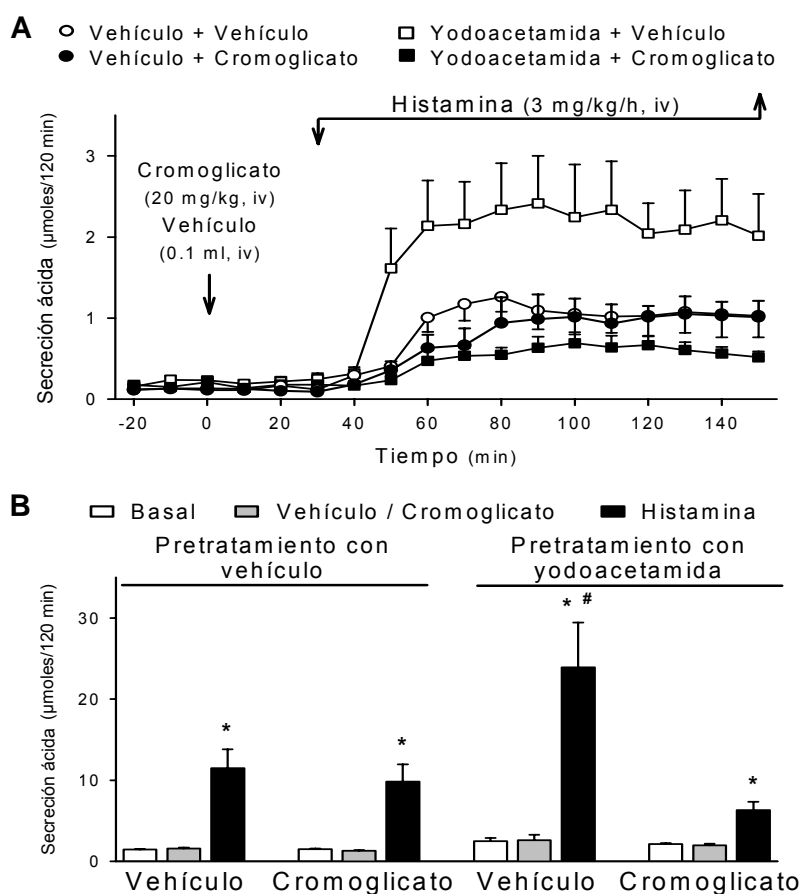 A
Vehículo + Vehículo
Yodoacetamida + Vehículo
Vehículo + Cromoglicato
Yodoacetamida + Cromoglicato
Histamina (3 mg/kg/h, iv)
Cromoglicato
(20 mg/kg, iv)
Vehículo
(0.1 ml, iv)
Secreción ácida (μmoles/120 min)
3
2
1
0
-20 0 20 40 60 80 100 120 140
Tiempo (min)
B
Basal Vehículo / Cromoglicato Histamina
Pretratamiento con
vehículo
Pretratamiento con
yodoacetamida
Secreción ácida (μmoles/120 min)
30
20
10
0
* * * # *
Vehículo Cromoglicato Vehículo Cromoglicato